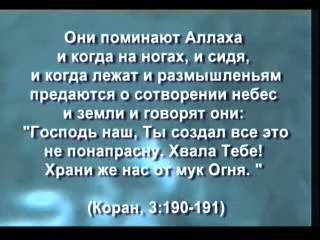 Они поминают Аллаха
и когда на ногах, и сидя,
и когда лежат и размышленьям
предаются о сотворении небес
и земли и говорят они:
"Господь наш, Ты создал все это
не понапрасну. Хвала Тебе!
Храни же нас от мук Огня. "
(Коран, 3:190-191)